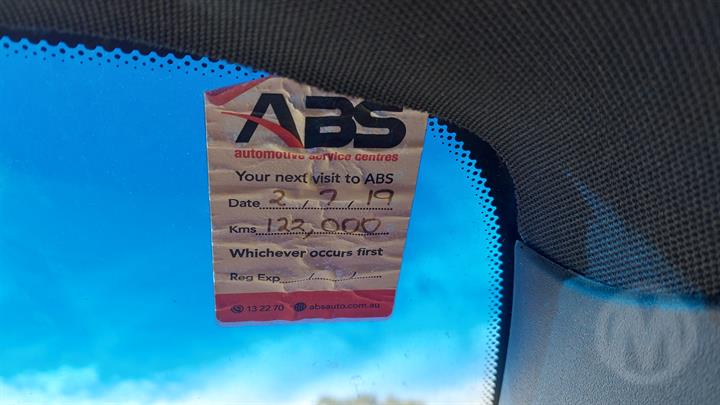 ABS
automotive service centres
Your next visit to ABS
Date 2 / 7 / 19
Kms 122,000
Whichever occurs first
Reg Exp / /
13 22 70 absauto.com.au
M